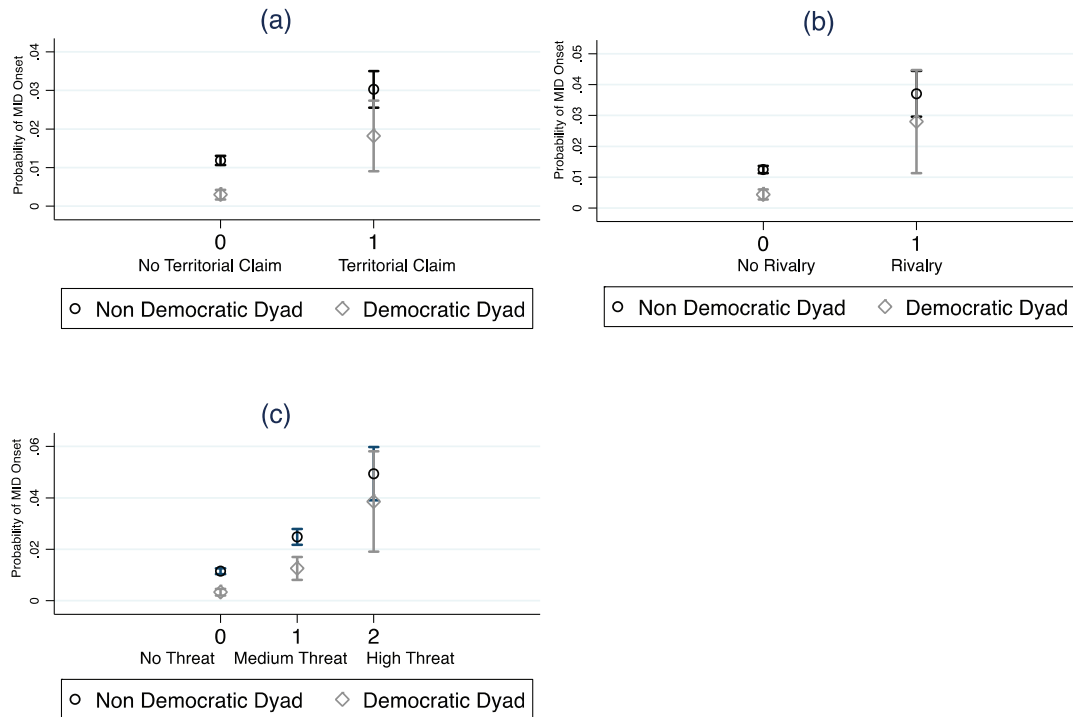 (a)
Probability of MID Onset
.04
.03
.02
.01
0
0
1
No Territorial Claim
Territorial Claim
Non Democratic Dyad
Democratic Dyad
(b)
Probability of MID Onset
.05
.04
.03
.02
.01
0
0
1
No Rivalry
Rivalry
Non Democratic Dyad
Democratic Dyad
(c)
Probability of MID Onset
.06
.04
.02
0
0
1
2
No Threat
Medium Threat
High Threat
Non Democratic Dyad
Democratic Dyad